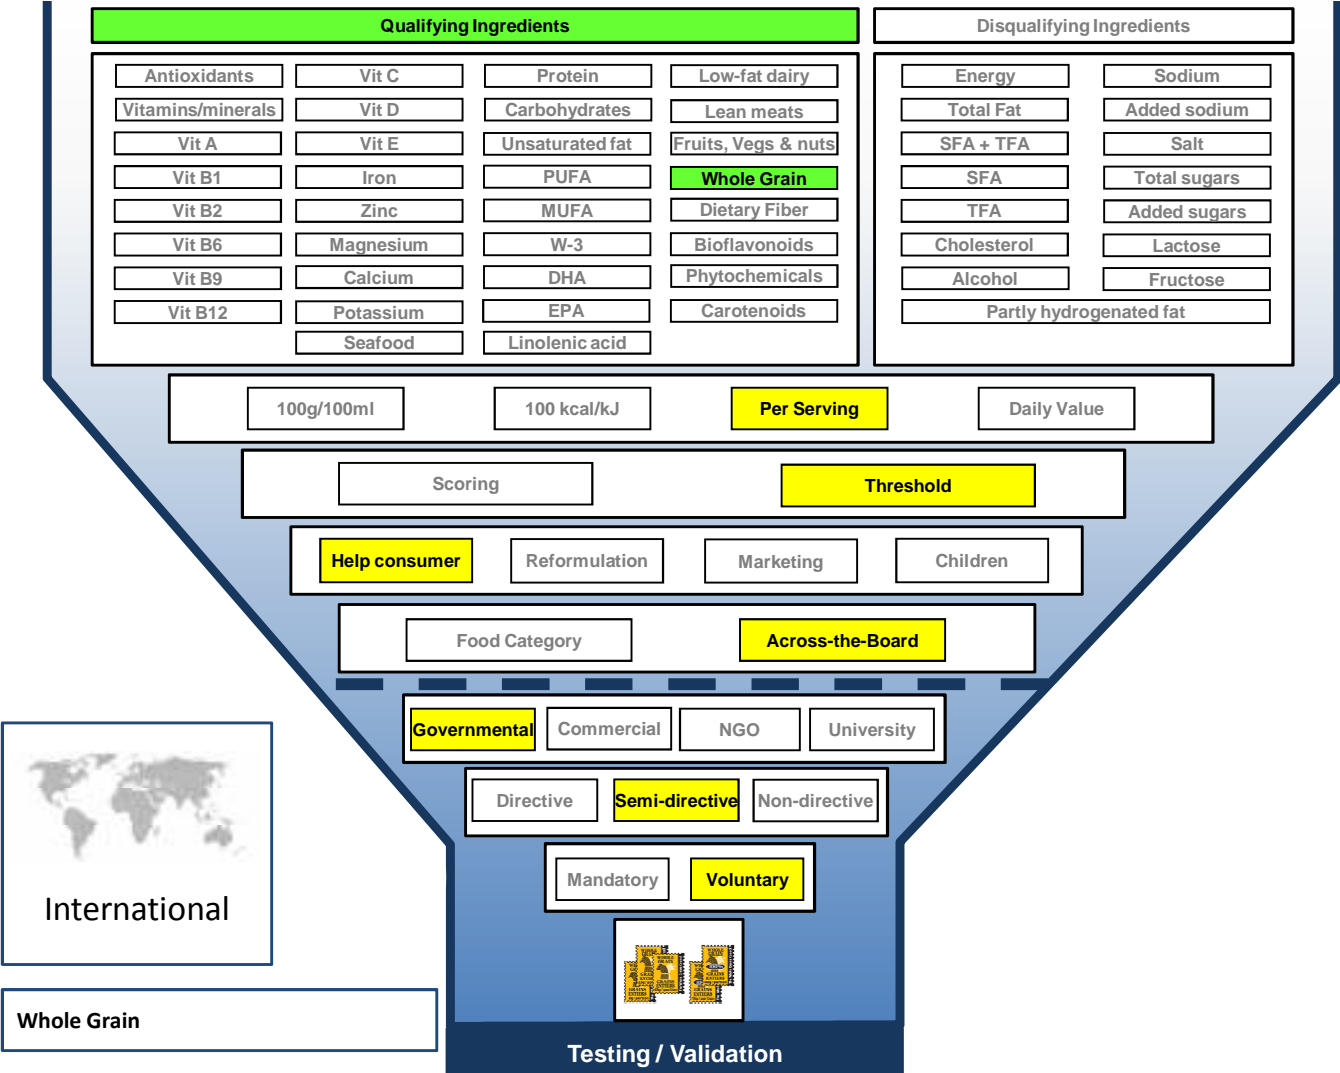 Qualifying Ingredients
Disqualifying Ingredients
Antioxidants
Vit C
Protein
Low-fat dairy
Energy
Sodium
Vitamins/minerals
Vit D
Carbohydrates
Lean meats
Total Fat
Added sodium
Vit A
Vit E
Unsaturated fat
Fruits, Vegs & nuts
SFA + TFA
Salt
Vit B1
Iron
PUFA
Whole Grain
SFA
Total sugars
Vit B2
Zinc
MUFA
Dietary Fiber
TFA
Added sugars
Vit B6
Magnesium
W-3
Bioflavonoids
Cholesterol
Lactose
Vit B9
Calcium
DHA
Phytochemicals
Alcohol
Fructose
Vit B12
Potassium
EPA
Carotenoids
Partly hydrogenated fat
Seafood
Linolenic acid
100g/100ml
100 kcal/kJ
Per Serving
Daily Value
Scoring
Threshold
Help consumer
Reformulation
Marketing
Children
Food Category
Across-the-Board
Governmental
Commercial
NGO
University
Directive
Semi-directive
Non-directive
Mandatory
Voluntary
International
WHOLE
GRAIN
GRAINS
ENTIERS
Whole Grain
Testing / Validation